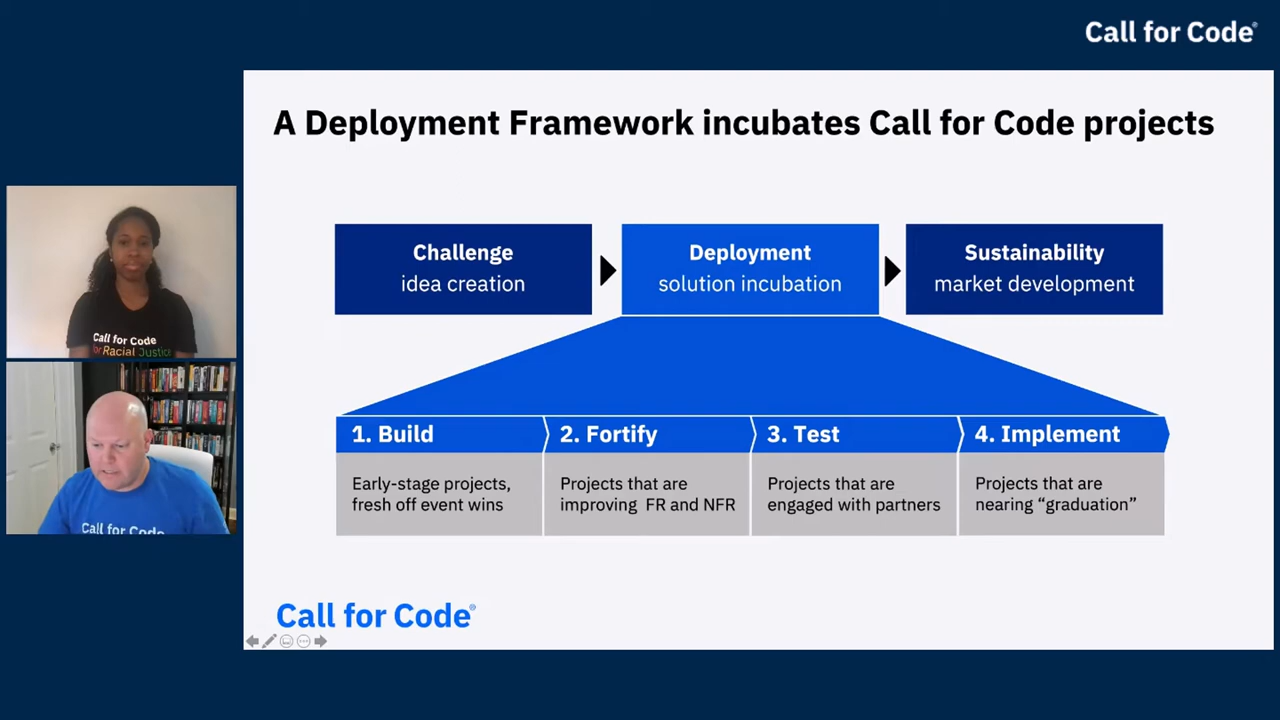 Call for Code®
A Deployment Framework incubates Call for Code projects
Challenge
idea creation
Deployment
solution incubation
Sustainability
market development
1. Build
2. Fortify
3. Test
4. Implement
Early-stage projects,
fresh off event wins
Projects that are
improving FR and NFR
Projects that are
engaged with partners
Projects that are
nearing “graduation”
Call for Code®
Call for Code
for Racial Justice
Call for Code